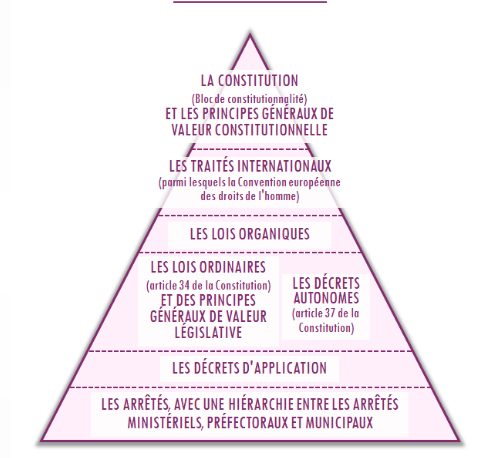 LA CONSTITUTION
(Bloc de constitutionnalité)
ET LES PRINCIPES GÉNÉRAUX DE
VALEUR CONSTITUTIONNELLE
LES TRAITÉS INTERNATIONAUX
(parmi lesquels la Convention européenne
des droits de l'homme)
LES LOIS ORGANIQUES
LES LOIS ORDINAIRES
(article 34 de la Constitution)
ET DES PRINCIPES
GÉNÉRAUX DE VALEUR
LÉGISLATIVE
LES DÉCRETS
AUTONOMES
(article 37 de la
Constitution)
LES DÉCRETS D'APPLICATION
LES ARRÊTÉS, AVEC UNE HIÉRARCHIE ENTRE LES ARRÊTÉS
MINISTÉRIELS, PRÉFECTORAUX ET MUNICIPAUX